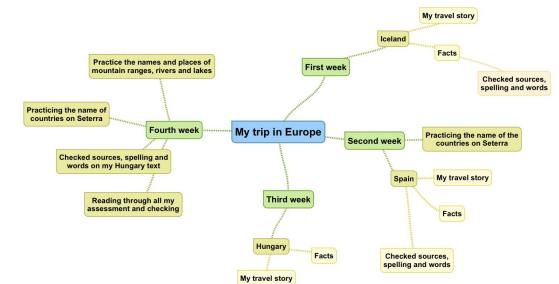 My trip in Europe
First week
Iceland
My travel story
Facts
Checked sources,
spelling and words
Second week
Practicing the name of the
countries on Seterra
Spain
My travel story
Facts
Checked sources,
spelling and words
Third week
Hungary
Facts
My travel story
Fourth week
Practice the names and places of
mountain ranges, rivers and lakes
Practicing the name of
countries on Seterra
Checked sources, spelling and
words on my Hungary text
Reading through all my
assessment and checking